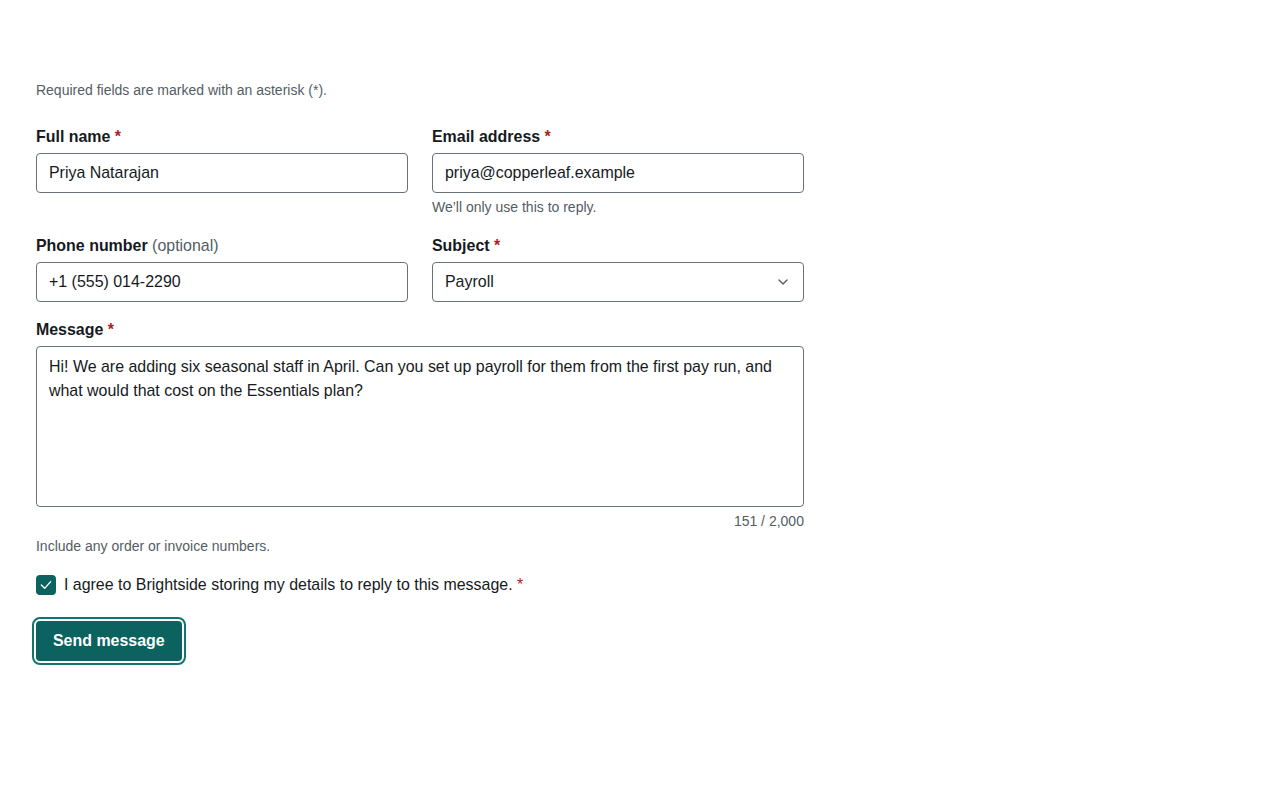 Required fields are marked with an asterisk (*).
Full name *
Priya Natarajan
Email address *
priya@copperleaf.example
We'll only use this to reply.
Phone number (optional)
+1 (555) 014-2290
Subject *
Payroll
Message *
Hi! We are adding six seasonal staff in April. Can you set up payroll for them from the first pay run, and
what would that cost on the Essentials plan?
151 / 2,000
Include any order or invoice numbers.
I agree to Brightside storing my details to reply to this message. *
Send message